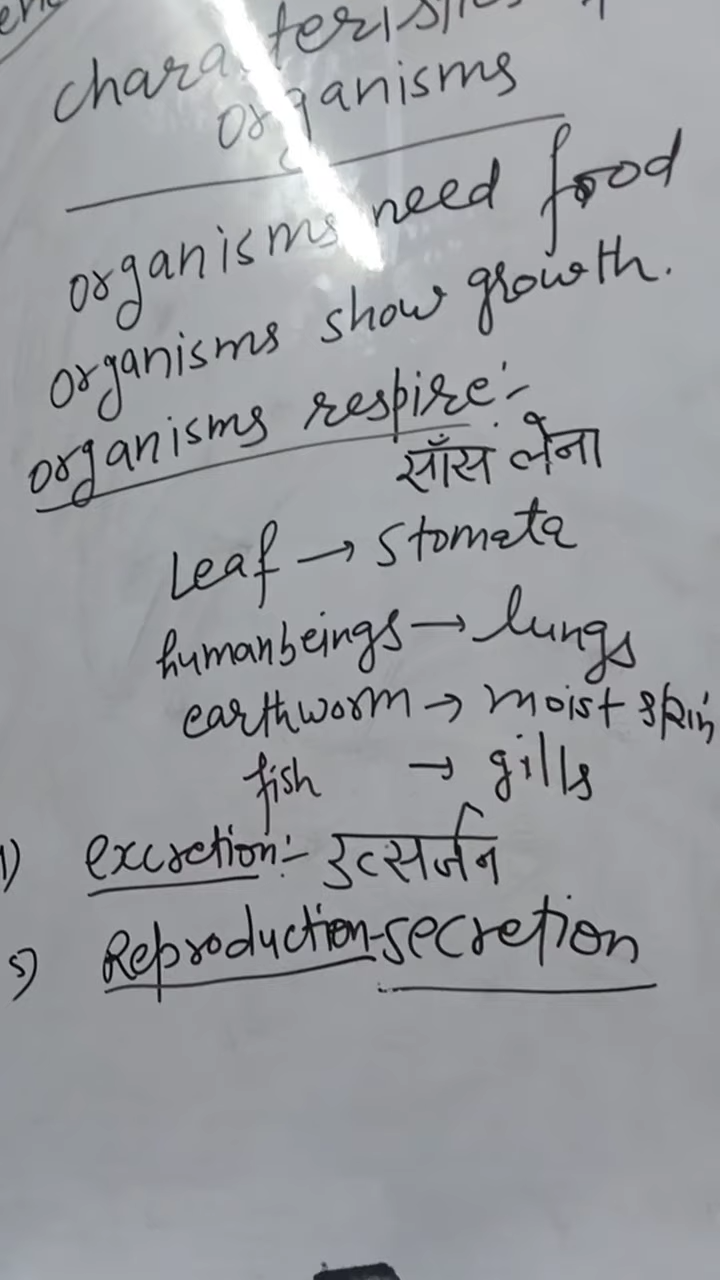 characteristics
organisms
organisms need food
organisms show growth.
organisms respire:-
साँस लेना
Leaf → stomata
humanbeings → lungs
earthworm → moist skin
fish → gills
excretion:- उत्सर्जन
5) Reproduction-secretion